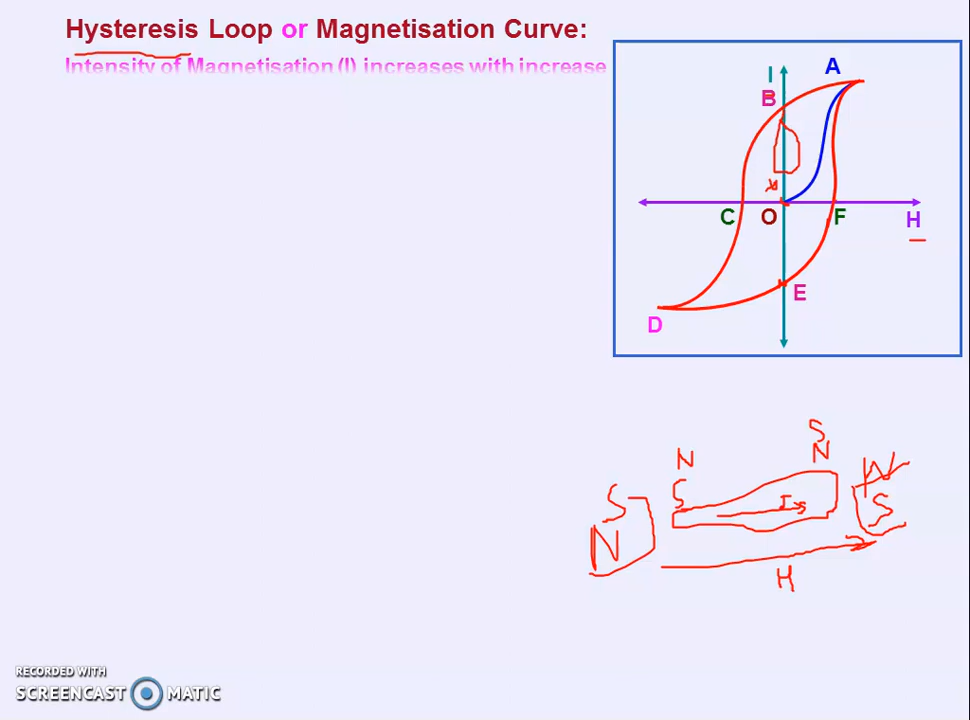 Hysteresis Loop or Magnetisation Curve:
Intensity of Magnetisation (I) increases with increase
I
A
B
C
O
F
H
E
D
S
N
N
S
N
S
S
N
I
N
S
H
RECORDED WITH
SCREENCAST MATIC